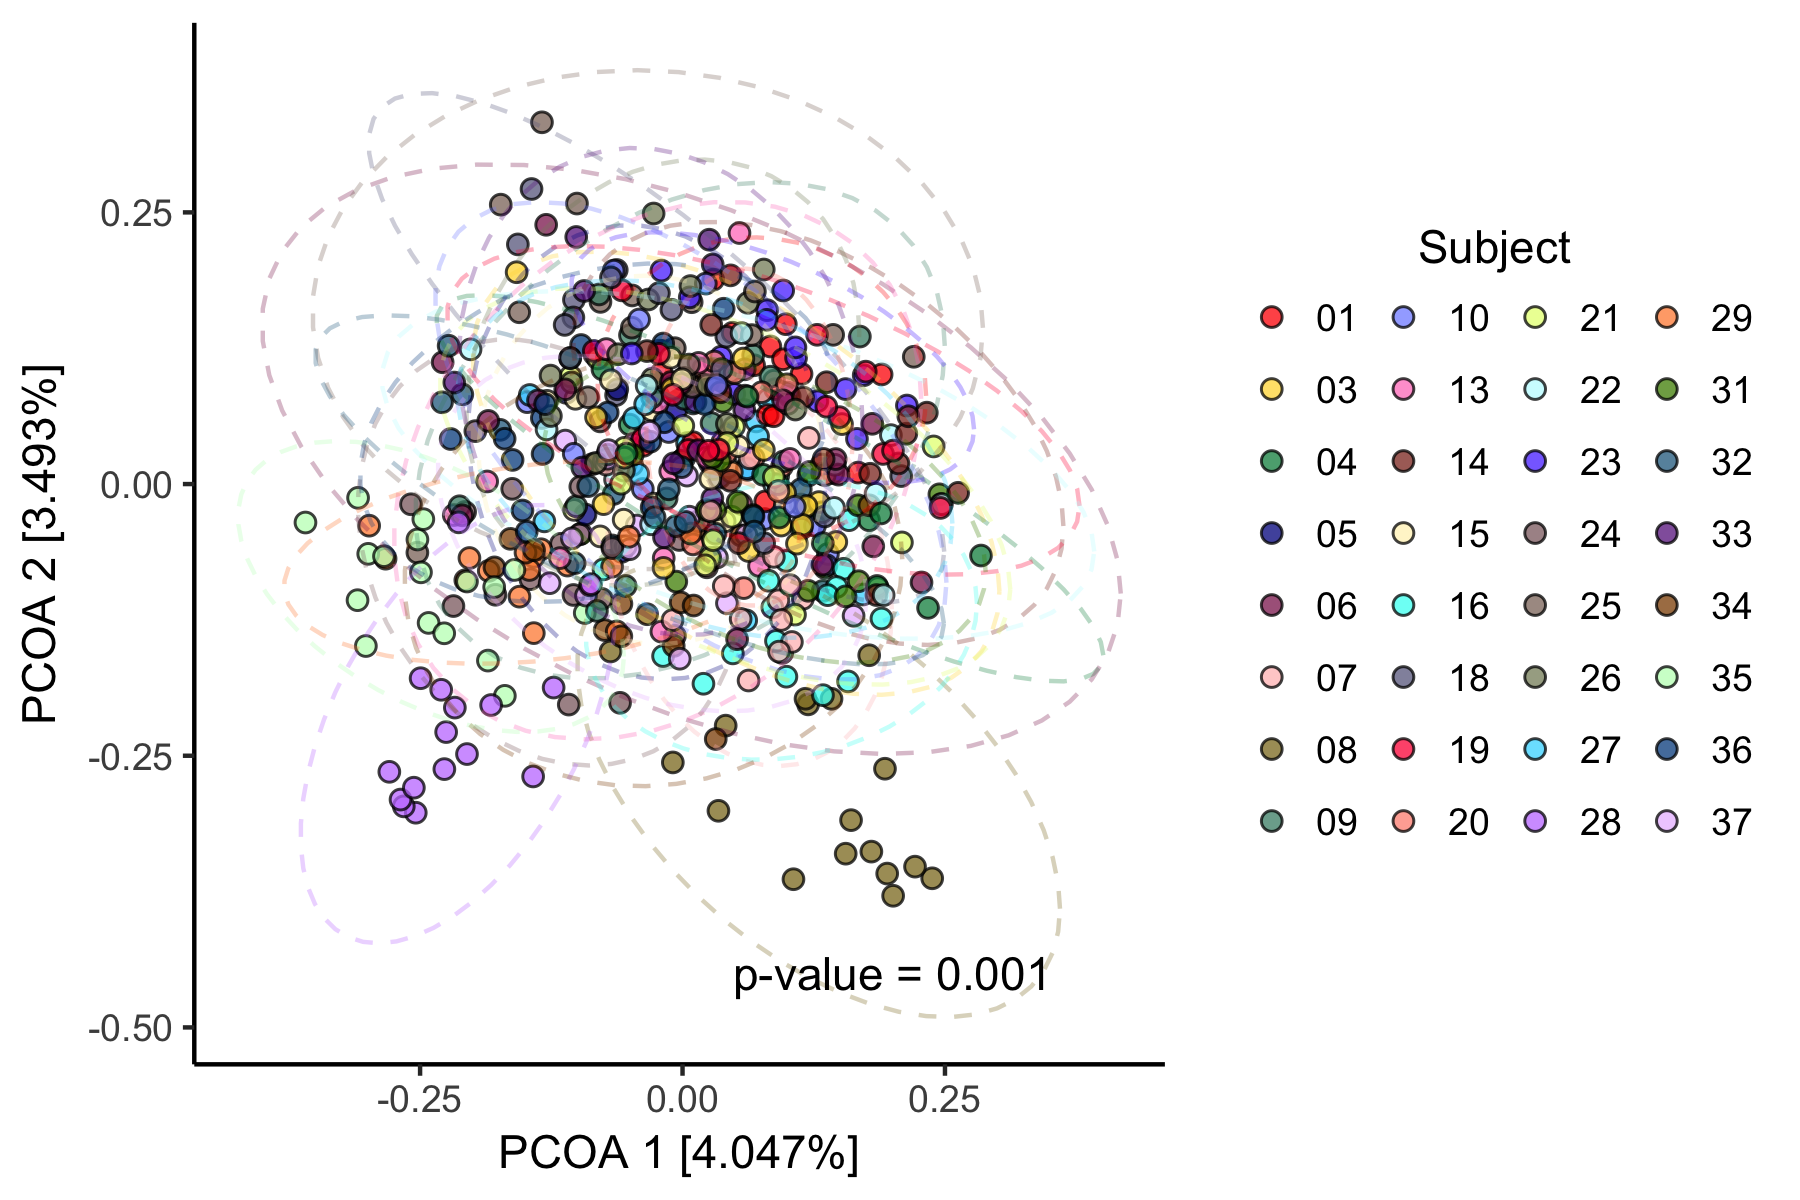 0.25
0.00
-0.25
-0.50
PCOA 2 [3.493%]
-0.25 0.00 0.25
PCOA 1 [4.047%]
p-value = 0.001
Subject
01 10 21 29
03 13 22 31
04 14 23 32
05 15 24 33
06 16 25 34
07 18 26 35
08 19 27 36
09 20 28 37